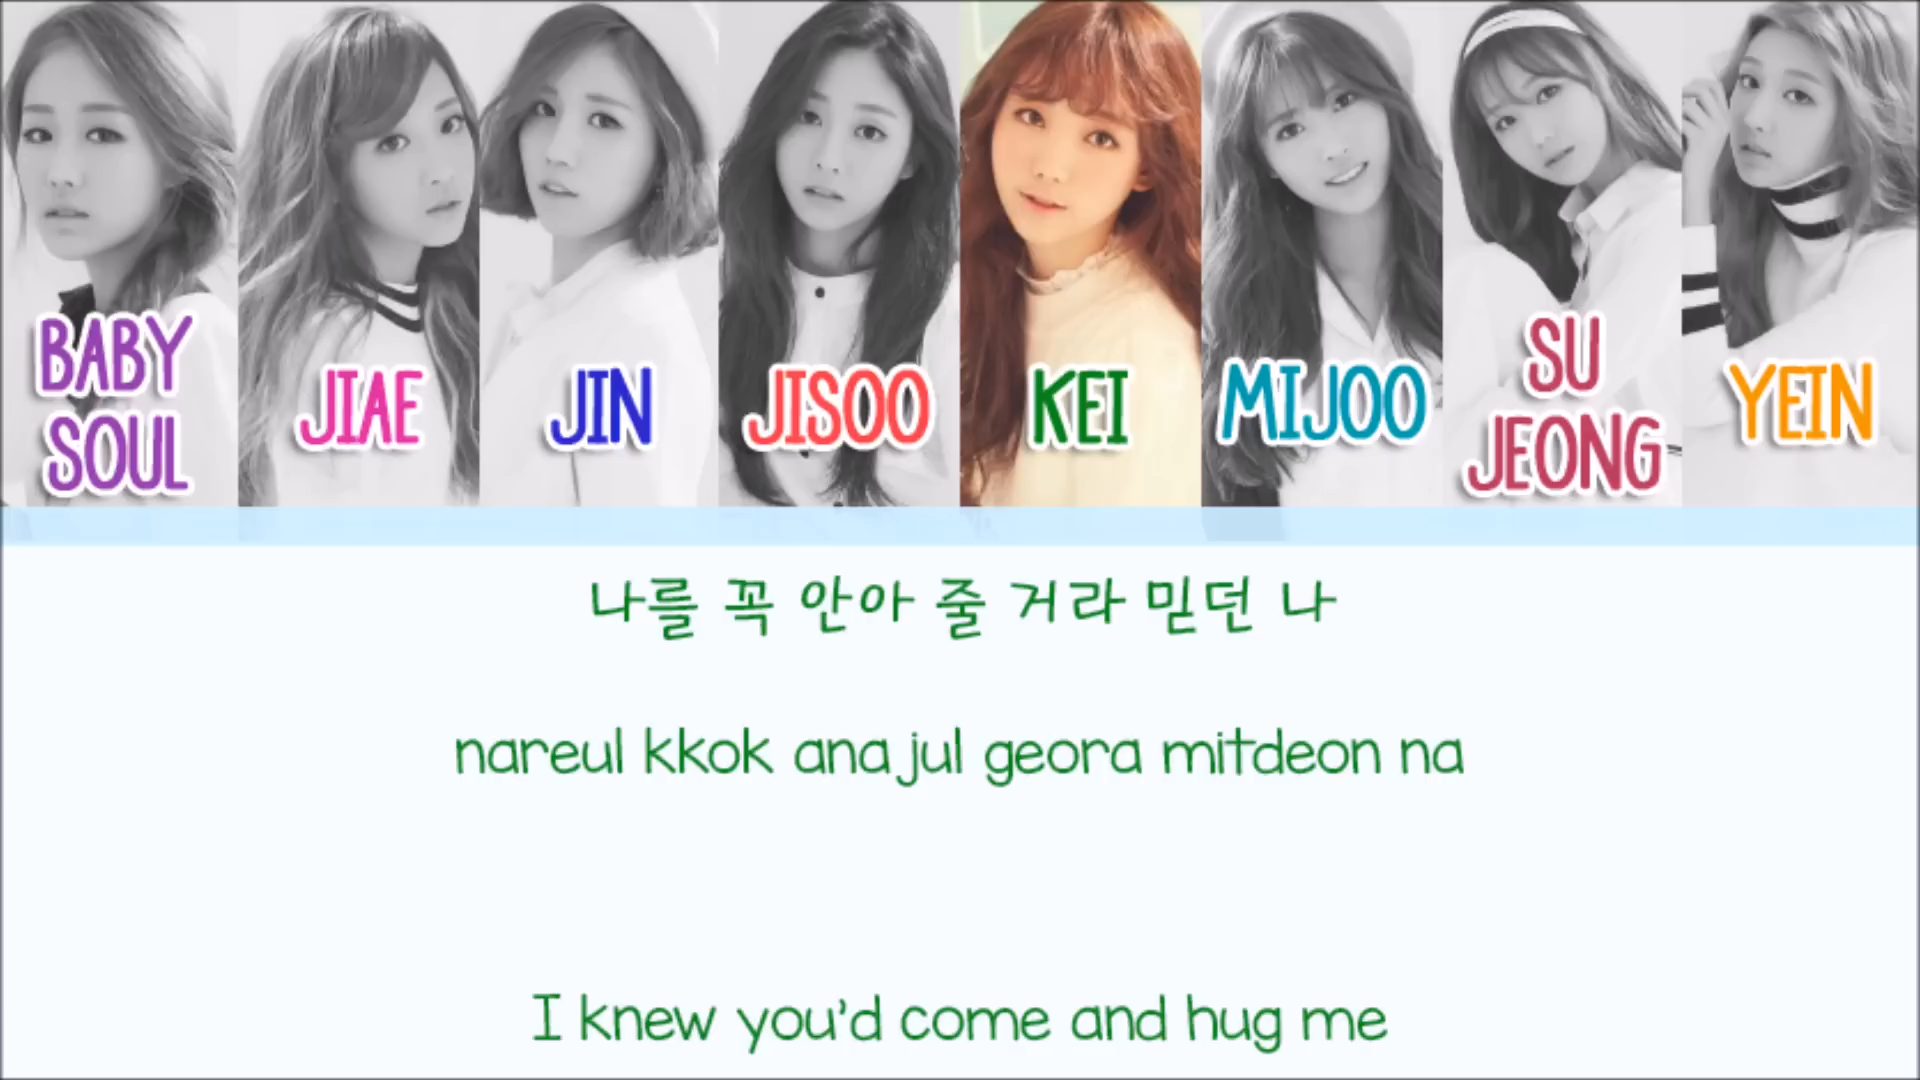 BABY
SOUL
JIAE
JIN
JISOO
KEI
MIJOO
SU
JEONG
YEIN
나를 꼭 안아 줄 거라 믿던 나
nareul kkok ana jul geora mitdeon na
I knew you'd come and hug me